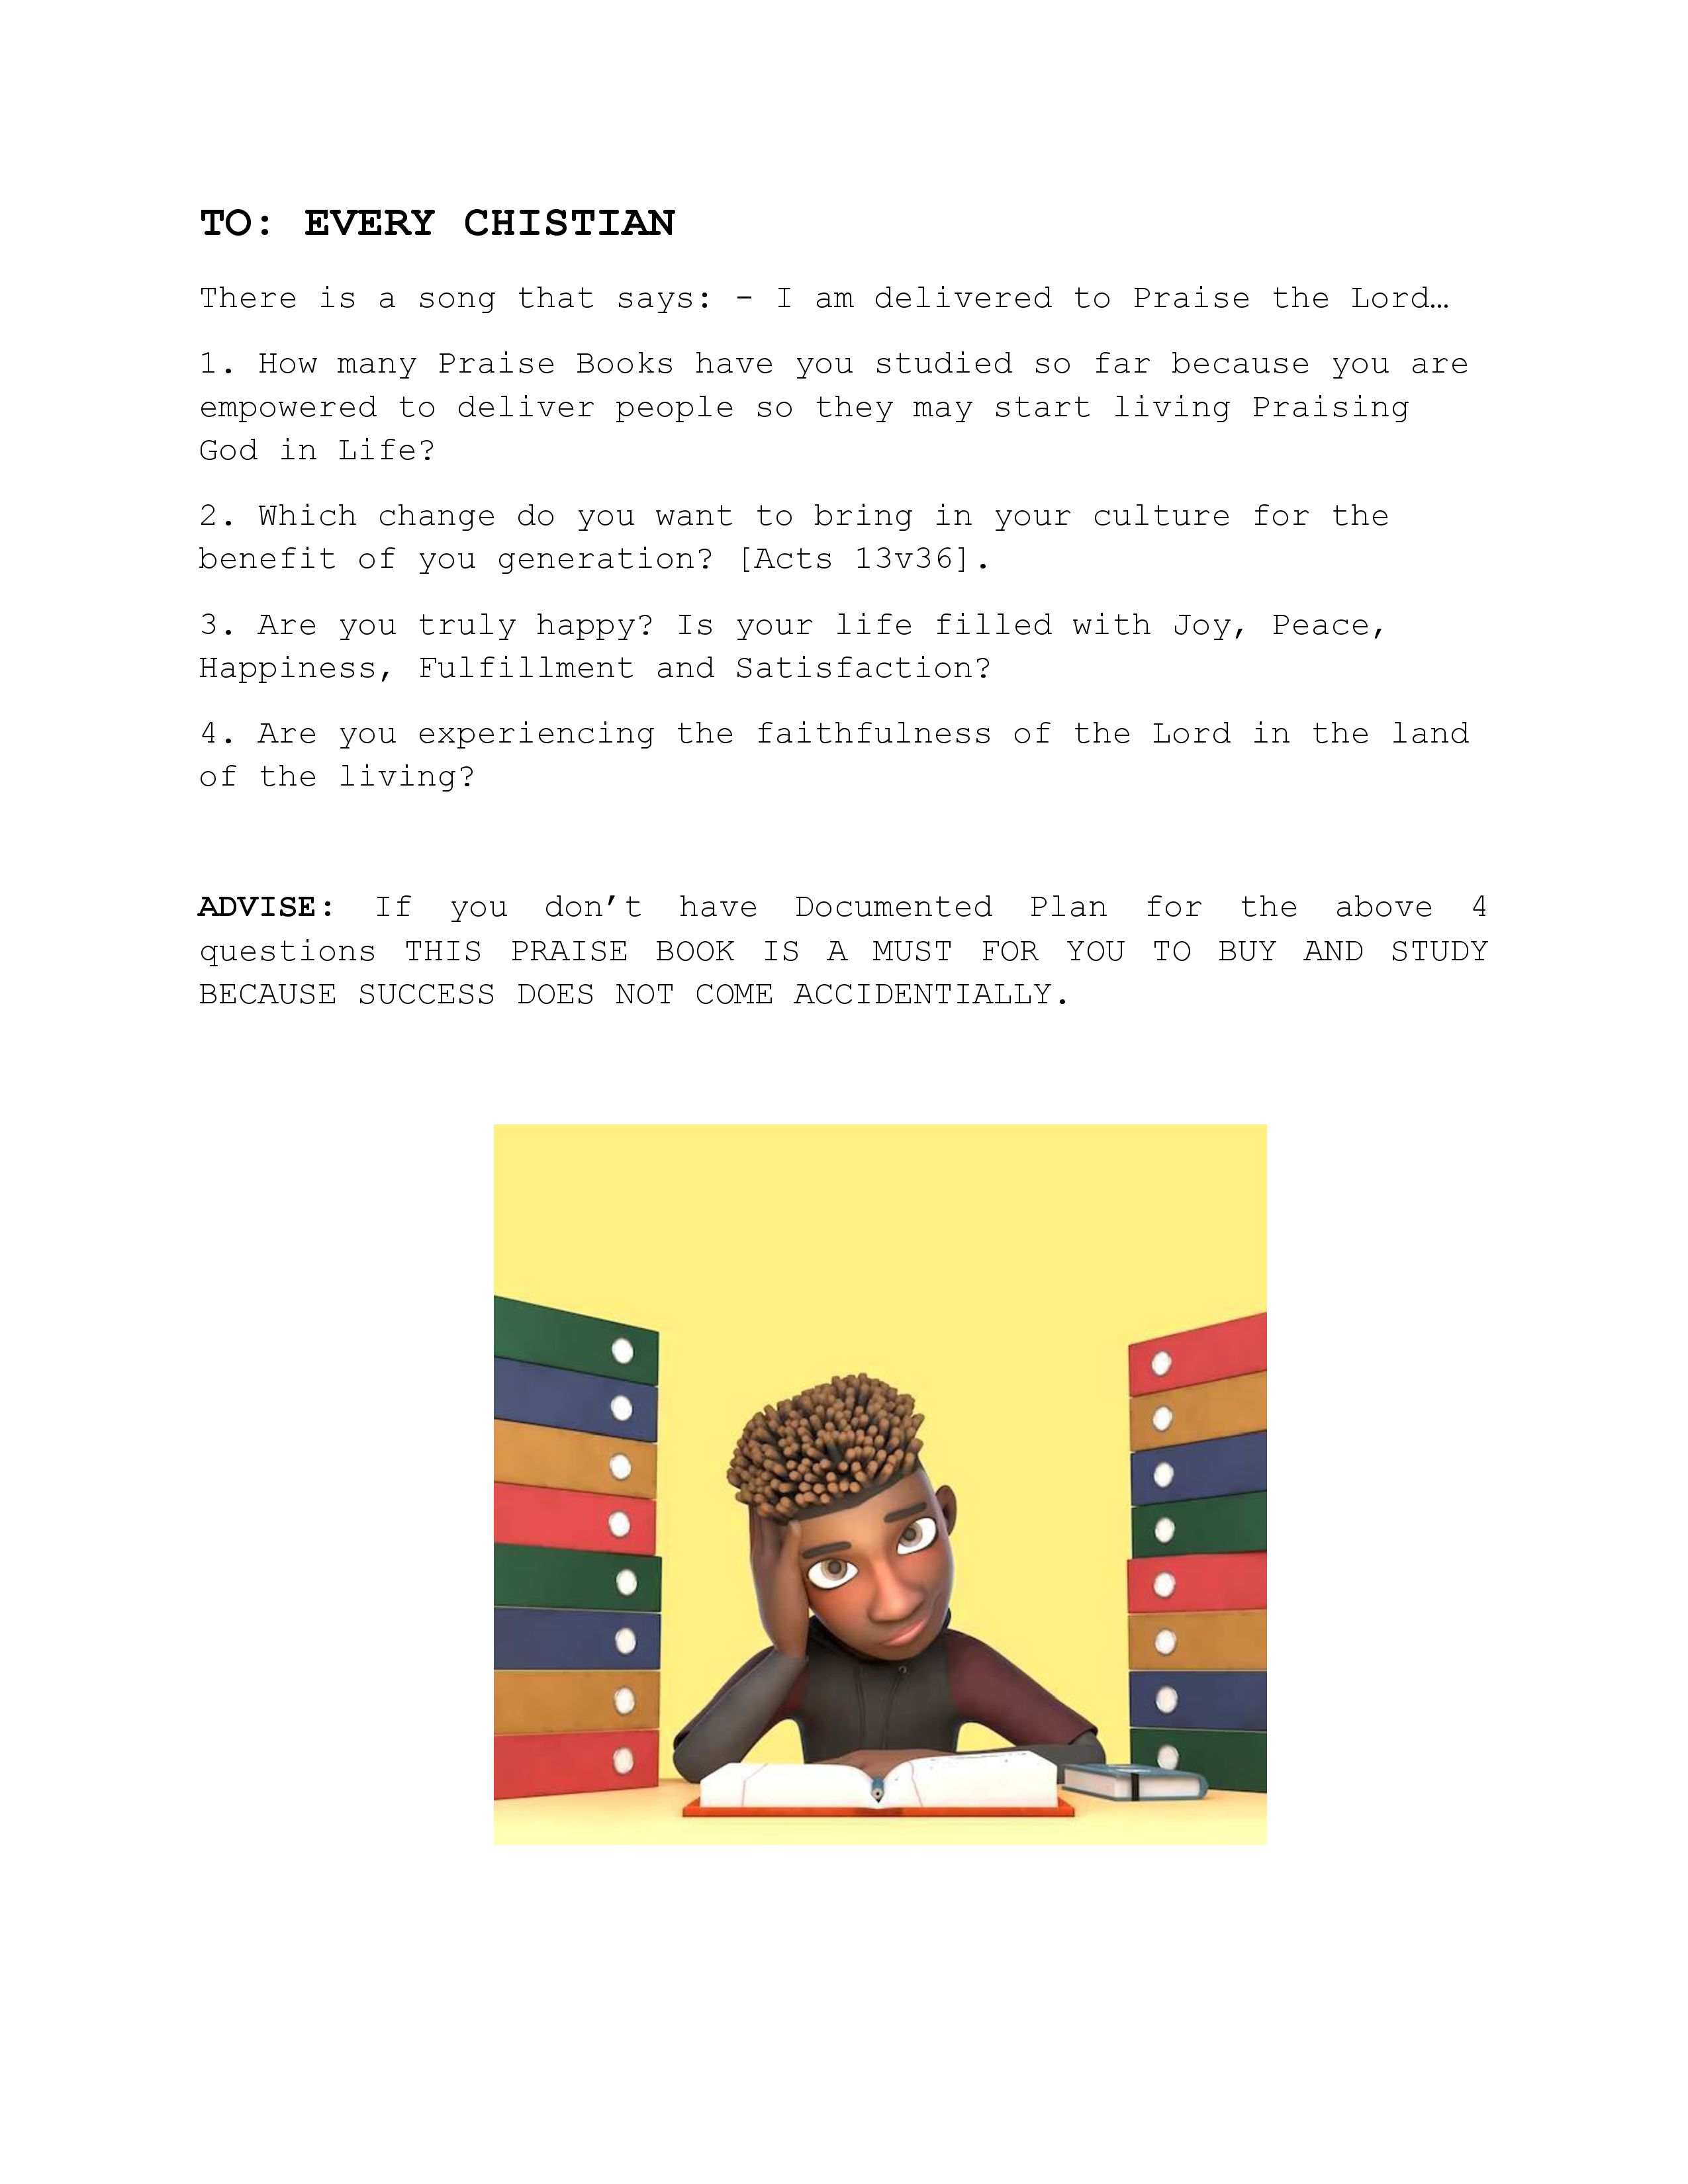 TO: EVERY CHISTIAN
There is a song that says: - I am delivered to Praise the Lord…
1. How many Praise Books have you studied so far because you are
empowered to deliver people so they may start living Praising
God in Life?
2. Which change do you want to bring in your culture for the
benefit of you generation? [Acts 13v36].
3. Are you truly happy? Is your life filled with Joy, Peace,
Happiness, Fulfillment and Satisfaction?
4. Are you experiencing the faithfulness of the Lord in the land
of the living?
ADVISE: If you don’t have Documented Plan for the above 4
questions THIS PRAISE BOOK IS A MUST FOR YOU TO BUY AND STUDY
BECAUSE SUCCESS DOES NOT COME ACCIDENTIALLY.